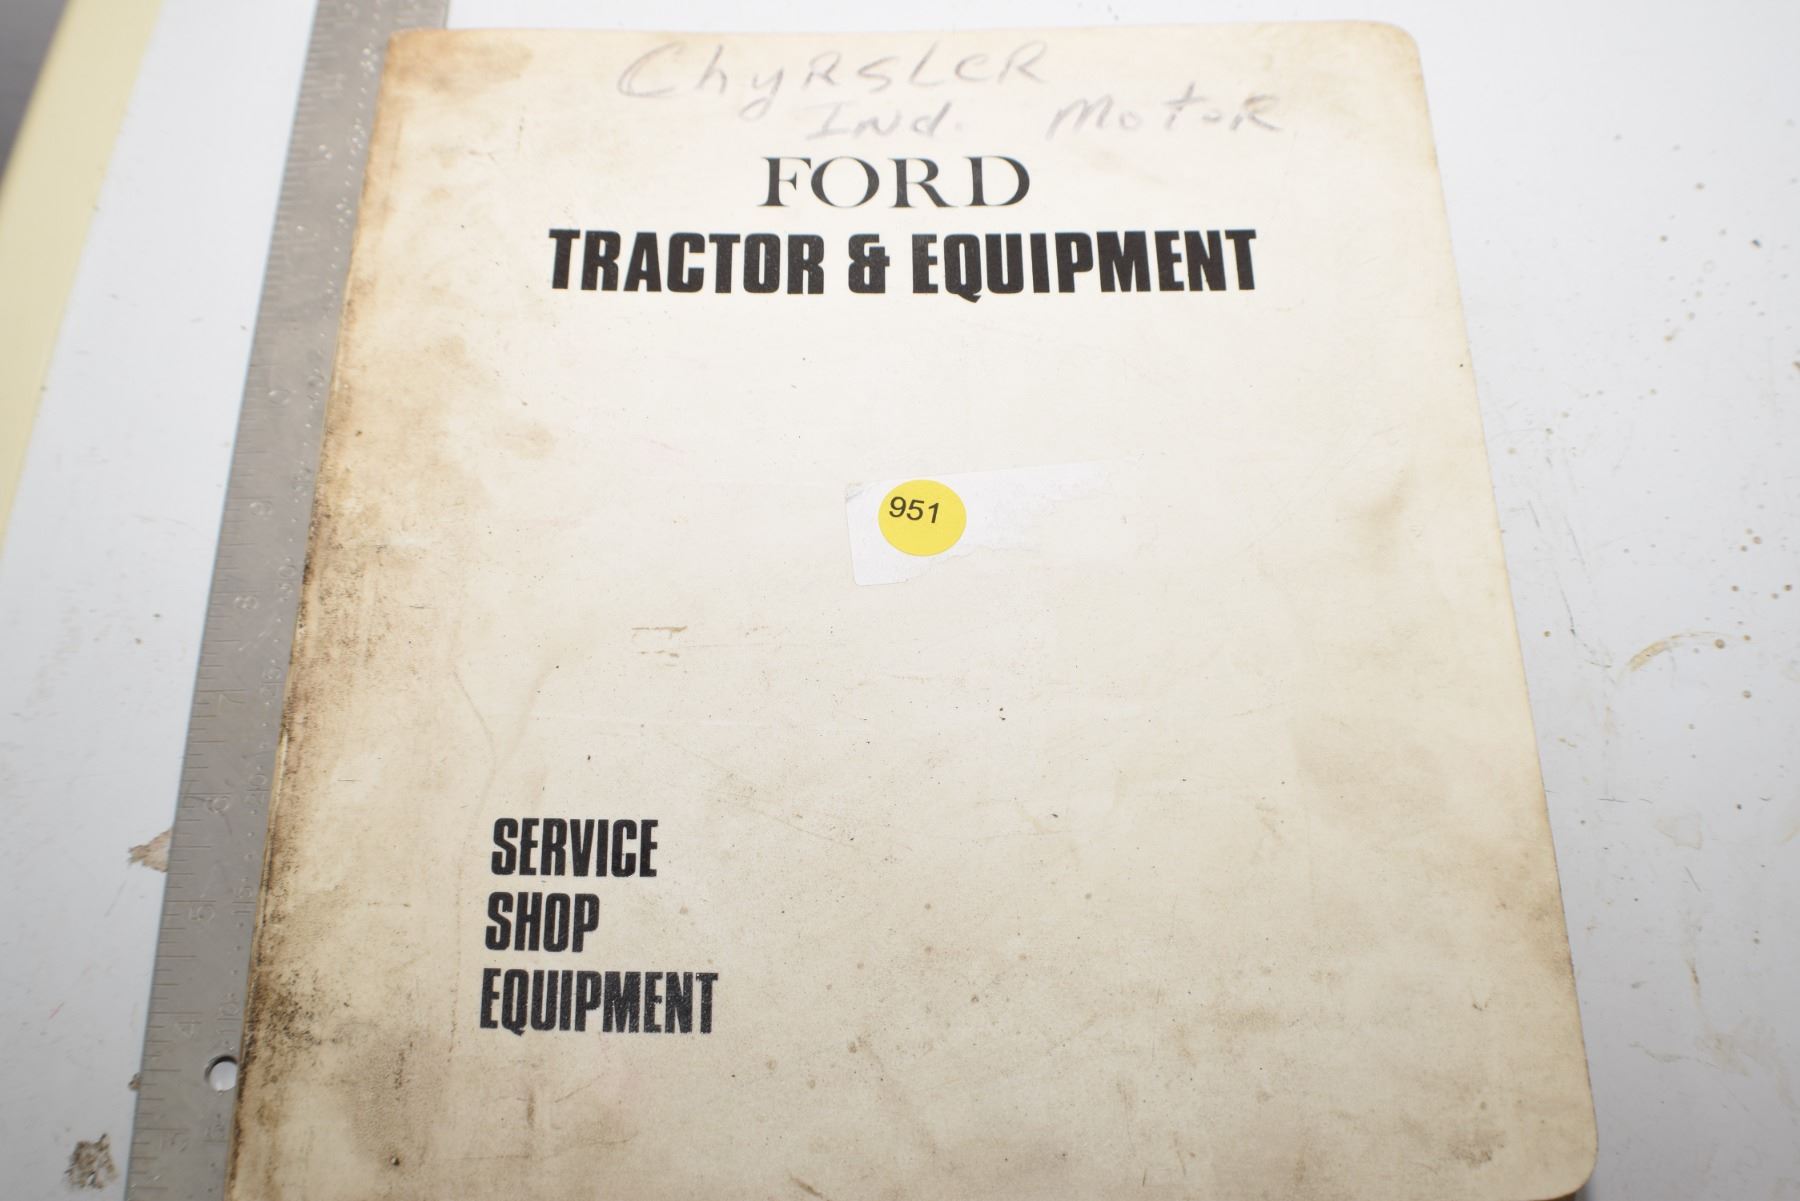 ChyRSLER
INd. MotoR
FORD
TRACTOR & EQUIPMENT
951
SERVICE
SHOP
EQUIPMENT